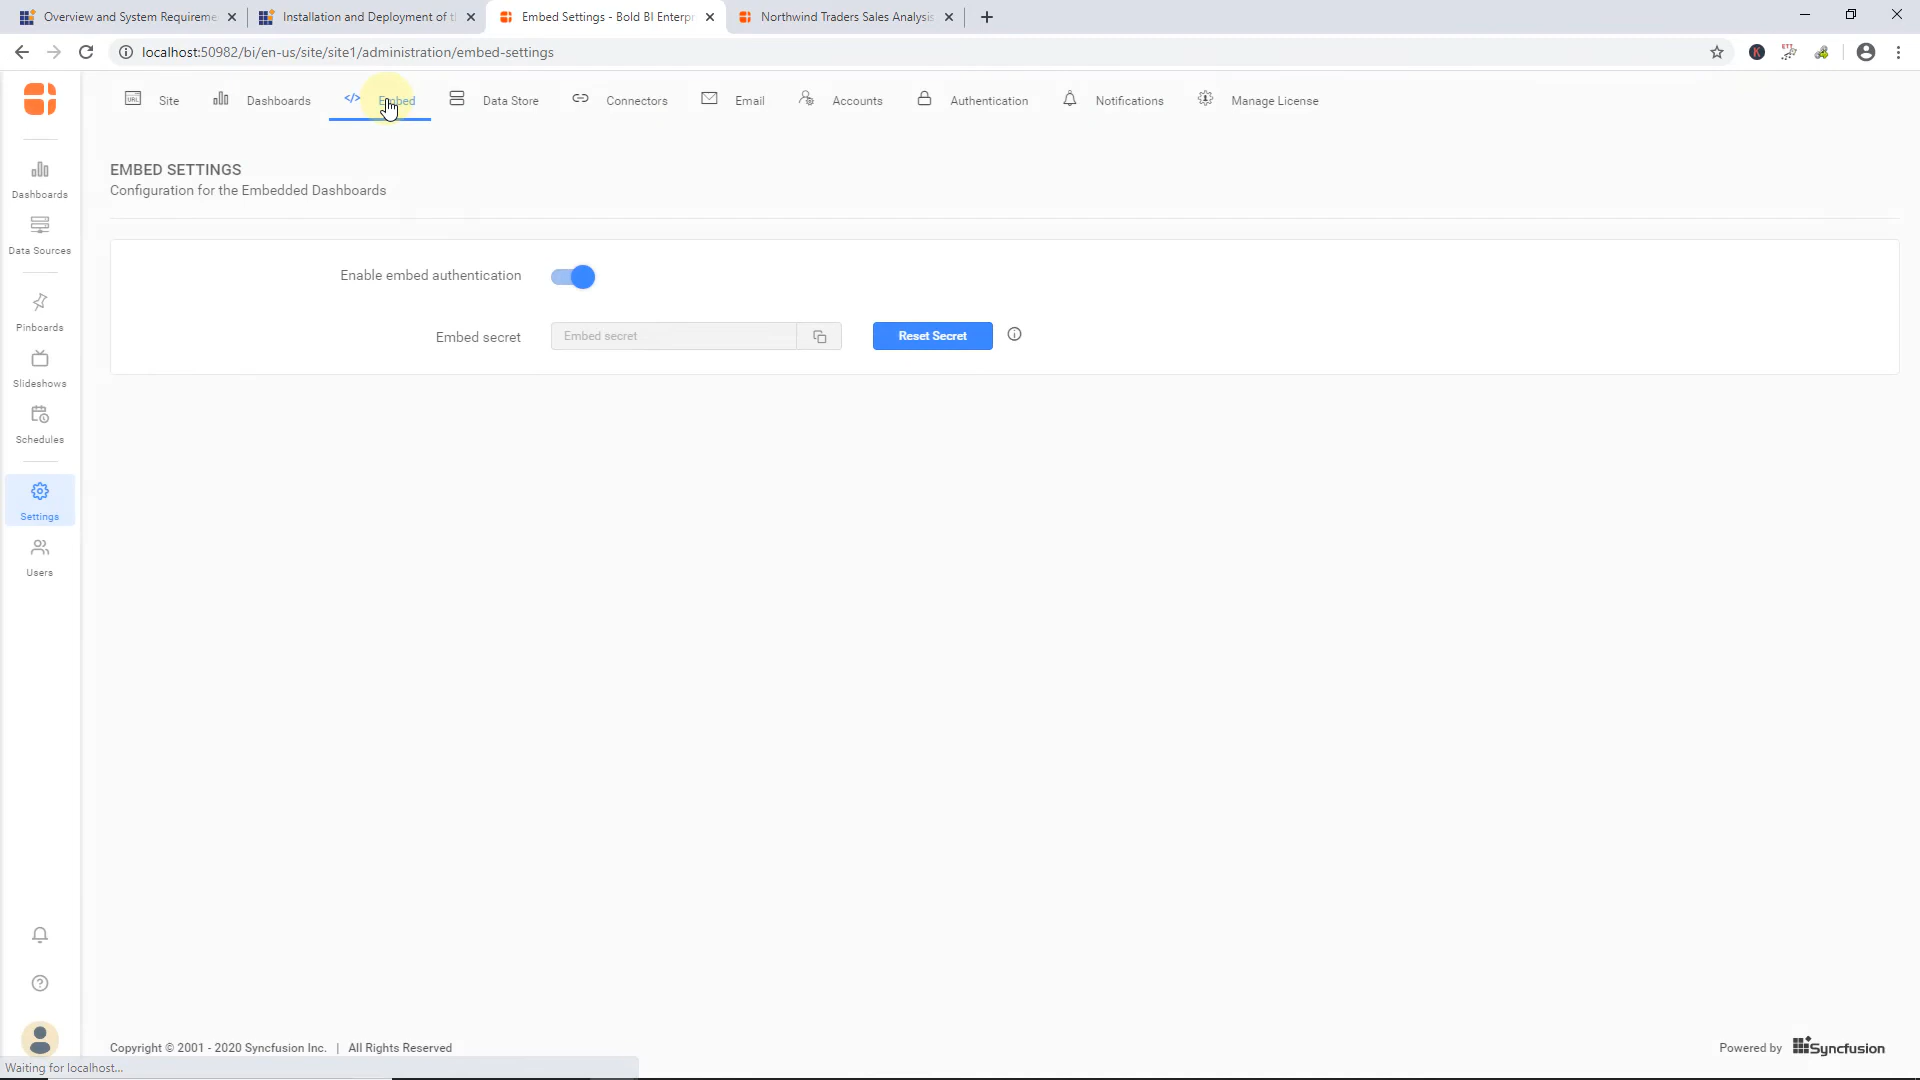 Overview and System Requireme
Installation and Deployment of t
Embed Settings - Bold BI Enterpr
Northwind Traders Sales Analysis
localhost:50982/bi/en-us/site/site1/administration/embed-settings
K
ETT
URL
Site
Dashboards
Embed
Data Store
Connectors
Email
Accounts
Authentication
Notifications
Manage License
Dashboards
Data Sources
Pinboards
Slideshows
Schedules
Settings
Users
EMBED SETTINGS
Configuration for the Embedded Dashboards
Enable embed authentication
Embed secret
Embed secret
Reset Secret
Copyright © 2001 - 2020 Syncfusion Inc. | All Rights Reserved
Powered by Syncfusion
Waiting for localhost...